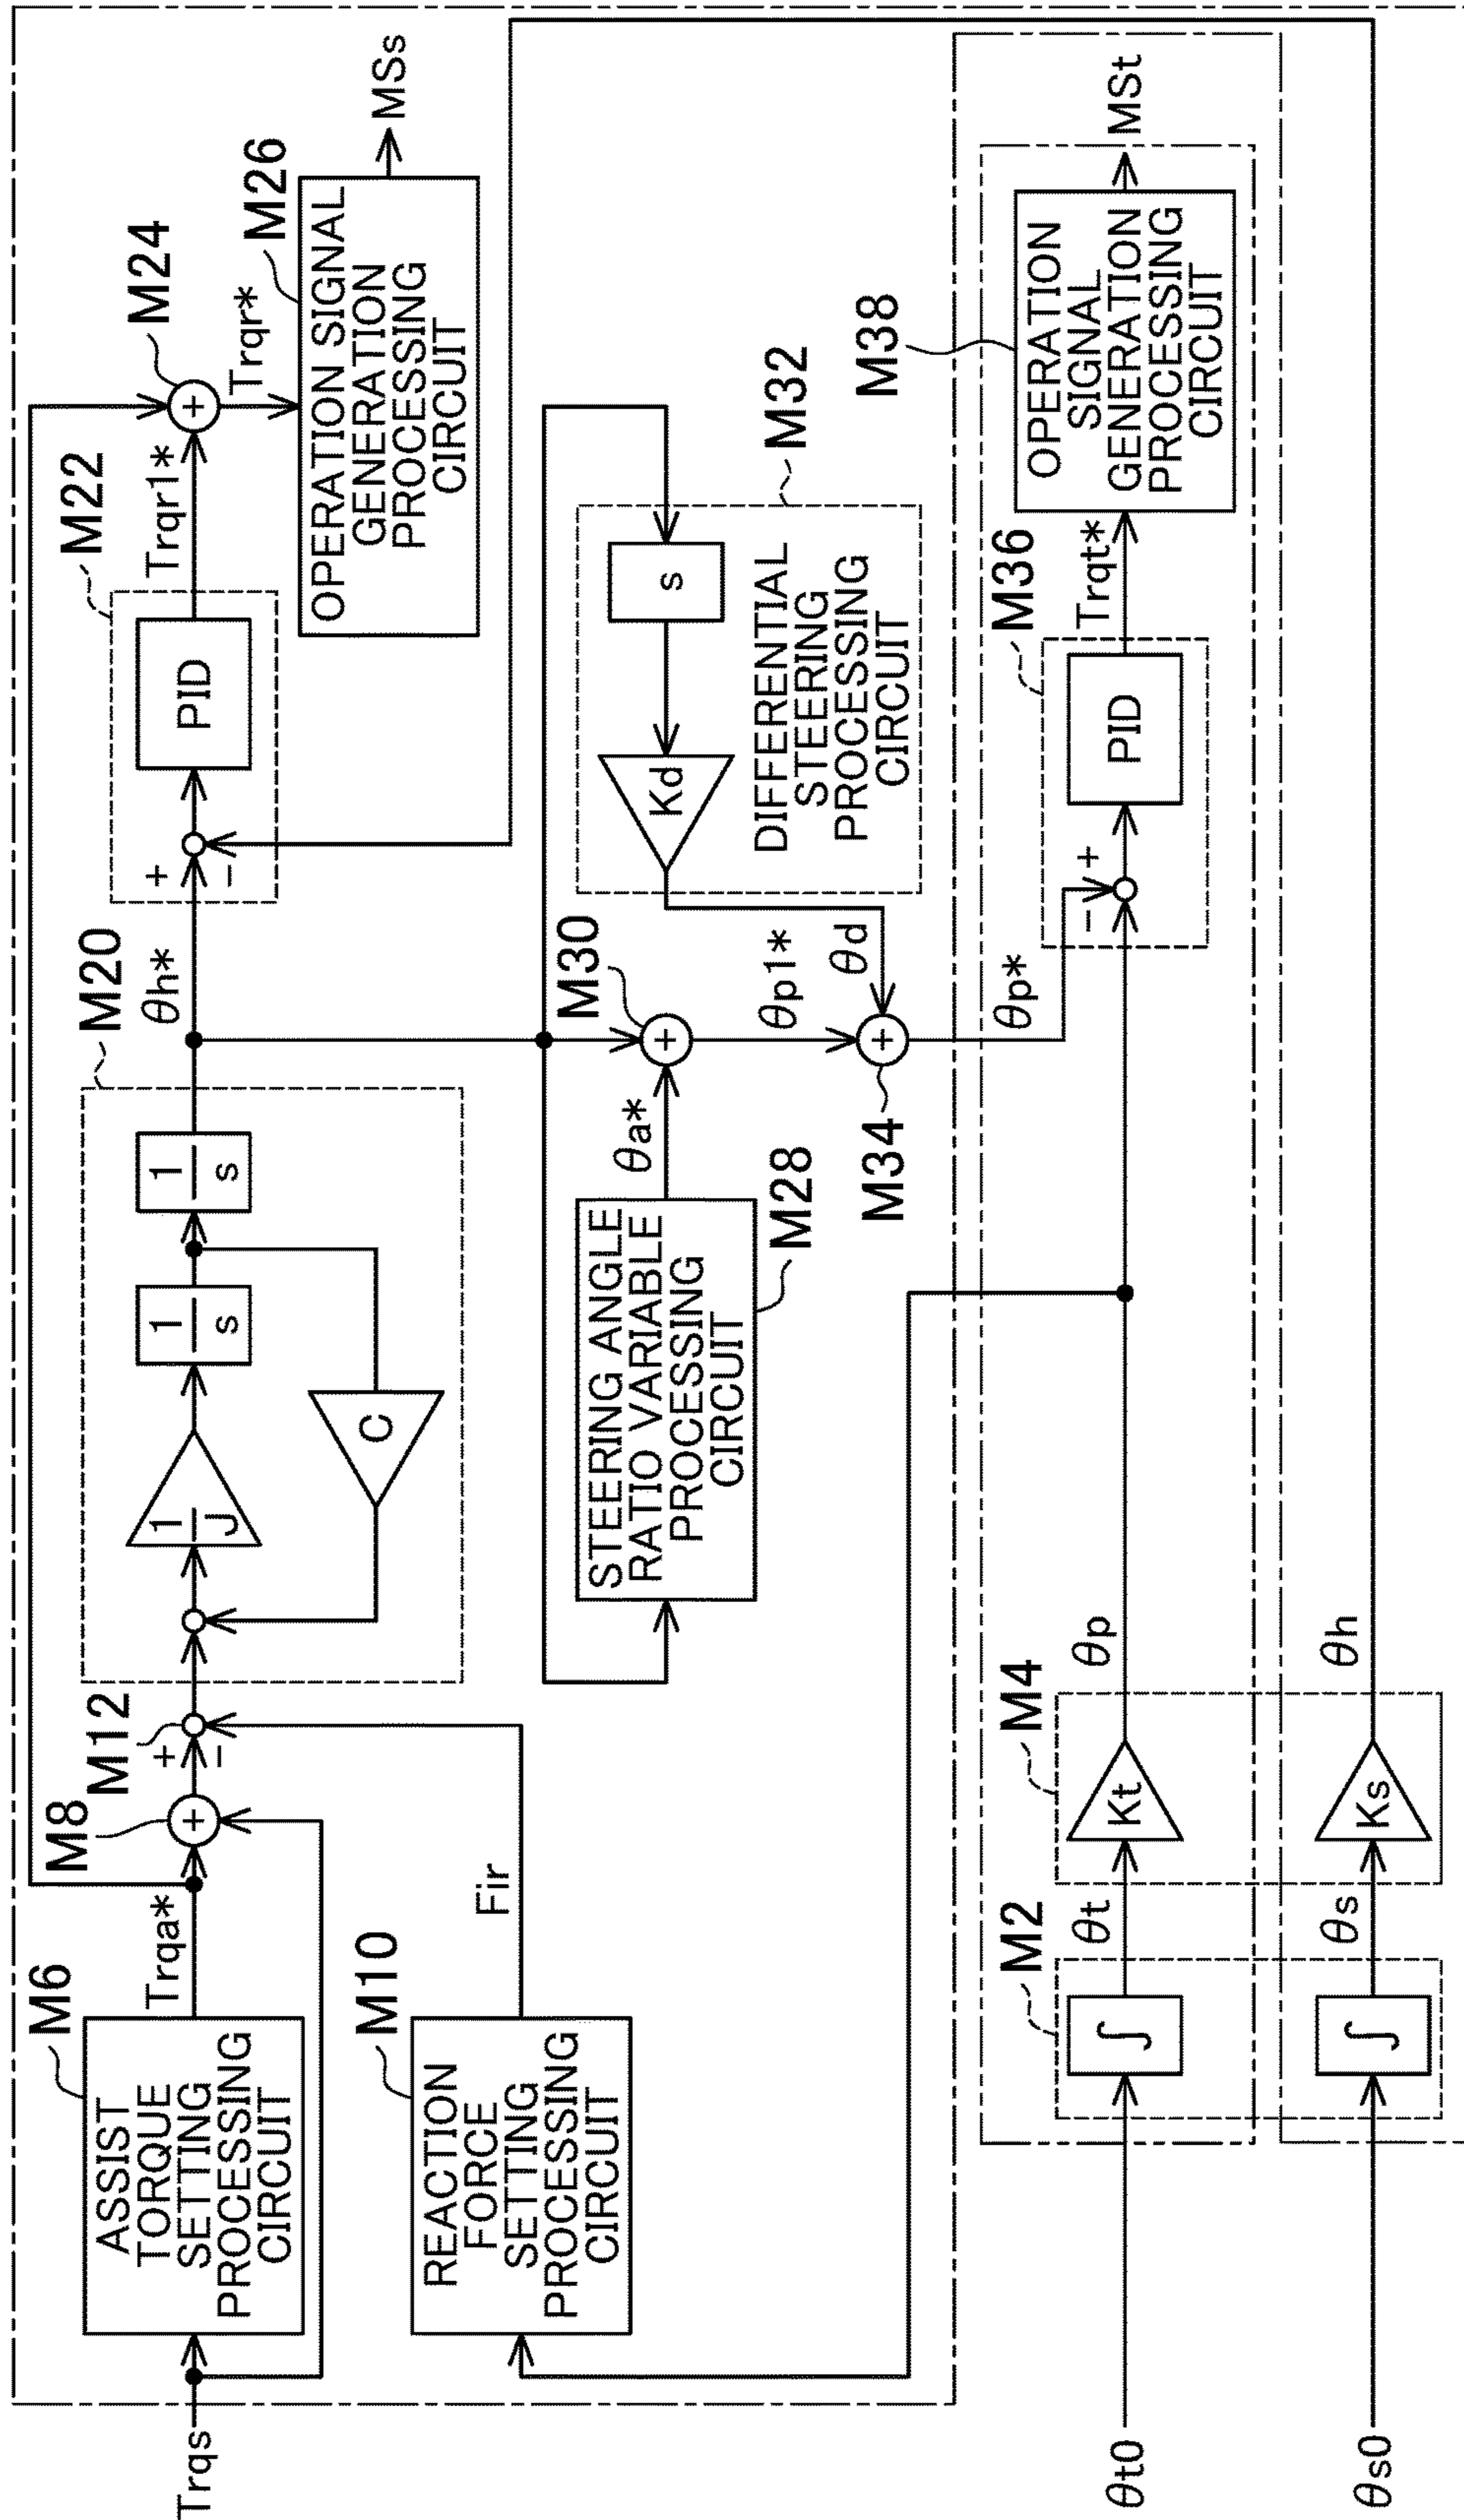 Trqs
M6
ASSIST
TORQUE
SETTING
PROCESSING
CIRCUIT
Trqa*
M8
+
M12
+
−
M10
REACTION
FORCE
SETTING
PROCESSING
CIRCUIT
Fir
M20
1
J
1
s
1
s
C
θh*
M22
+
−
PID
Trqr1*
M24
+
Trqr*
M26
OPERATION SIGNAL
GENERATION
PROCESSING
CIRCUIT
MSs
STEERING ANGLE
RATIO VARIABLE
PROCESSING
CIRCUIT
M28
θa*
M30
+
θp1*
M34
+
θd
M32
s
Kd
DIFFERENTIAL
STEERING
PROCESSING
CIRCUIT
θp*
θt0
M2
∫
θt
M4
Kt
θp
M36
−
+
PID
Trqt*
M38
OPERATION
SIGNAL
GENERATION
PROCESSING
CIRCUIT
MSt
θs0
∫
θs
Ks
θh